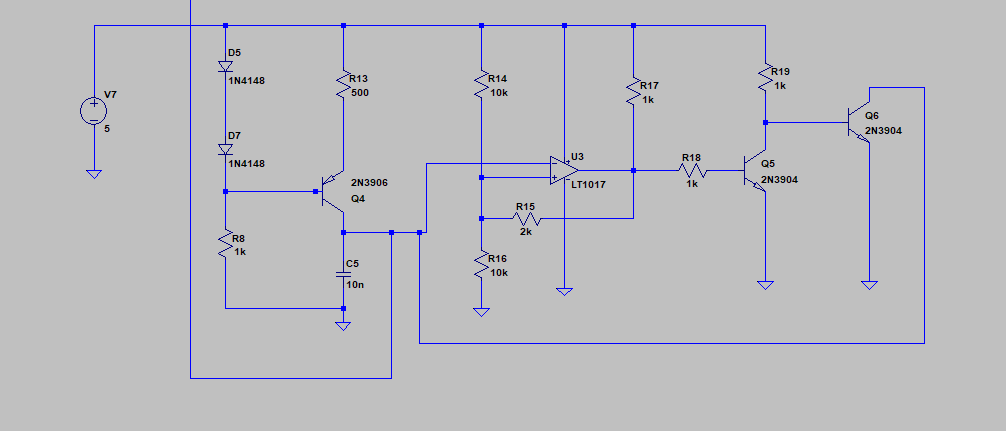 D5
1N4148
R13
500
R14
10k
R17
1k
R19
1k
V7
5
Q6
2N3904
D7
1N4148
U3
LT1017
R18
1k
Q5
2N3904
2N3906
Q4
R15
2k
R8
1k
C5
10n
R16
10k